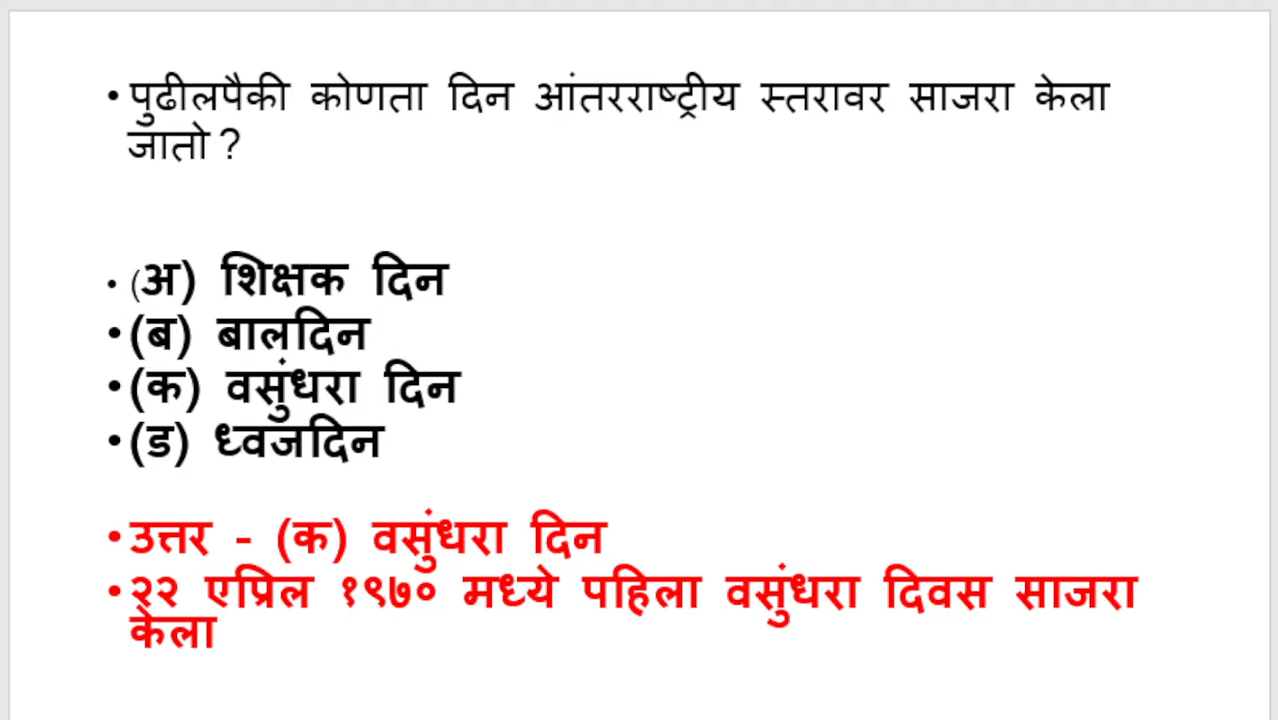 • पुढीलपैकी कोणता दिन आंतरराष्ट्रीय स्तरावर साजरा केला
जातो ?
• (अ) शिक्षक दिन
• (ब) बालदिन
• (क) वसुंधरा दिन
• (ड) ध्वजदिन
• उत्तर - (क) वसुंधरा दिन
• २२ एप्रिल १९७० मध्ये पहिला वसुंधरा दिवस साजरा
केला